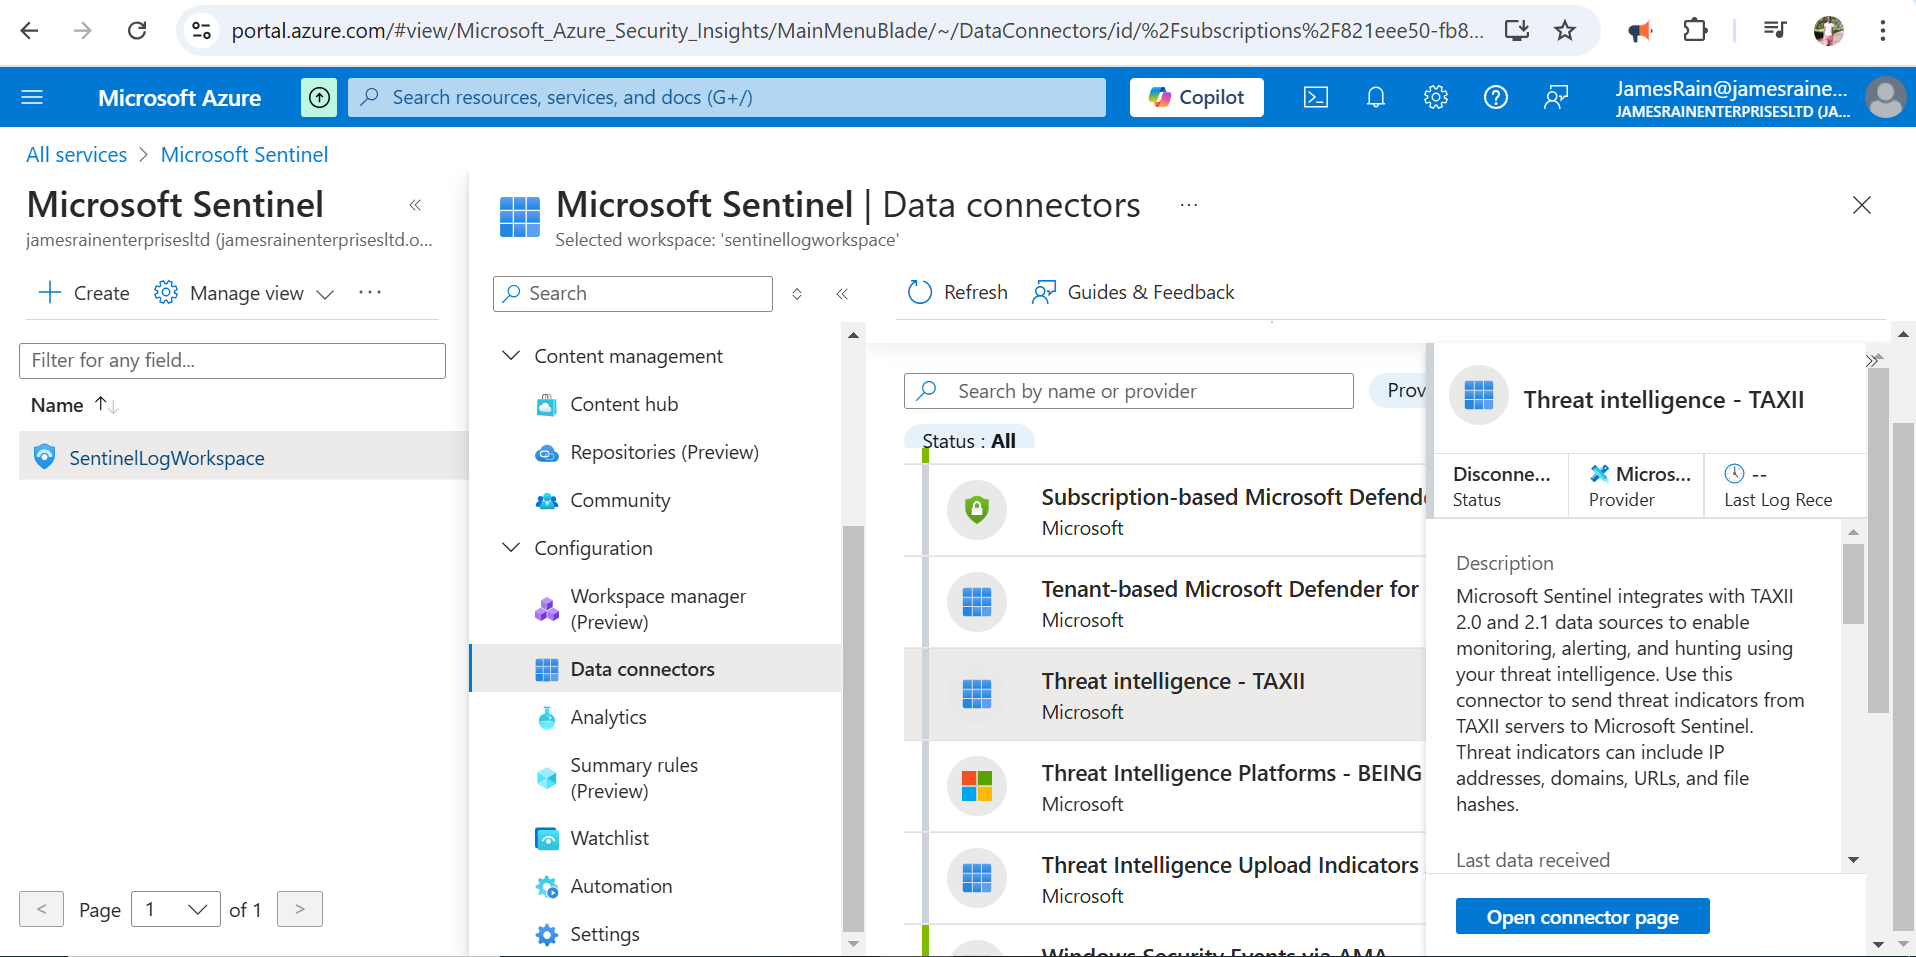 portal.azure.com/#view/Microsoft_Azure_Security_Insights/MainMenuBlade/~/DataConnectors/id/%2Fsubscriptions%2F821eee50-fb8...
Microsoft Azure
Search resources, services, and docs (G+/)
Copilot
JamesRain@jamesraine...
JAMESRAINENTERPRISESLTD (JA...
All services > Microsoft Sentinel
Microsoft Sentinel
jamesrainenterprisesltd (jamesrainenterprisesltd.o...
Create
Manage view
Filter for any field...
Name
SentinelLogWorkspace
< Page 1 of 1 >
Microsoft Sentinel | Data connectors
Selected workspace: 'sentinellogworkspace'
Search
Content management
Content hub
Repositories (Preview)
Community
Configuration
Workspace manager
(Preview)
Data connectors
Analytics
Summary rules
(Preview)
Watchlist
Automation
Settings
Refresh
Guides & Feedback
Search by name or provider
Prov
Status : All
Subscription-based Microsoft Defende
Microsoft
Tenant-based Microsoft Defender for
Microsoft
Threat intelligence - TAXII
Microsoft
Threat Intelligence Platforms - BEING
Microsoft
Threat Intelligence Upload Indicators
Microsoft
Windows Security Events via AMA
Threat intelligence - TAXII
Disconne...
Status
Micros...
Provider
--
Last Log Rece
Description
Microsoft Sentinel integrates with TAXII
2.0 and 2.1 data sources to enable
monitoring, alerting, and hunting using
your threat intelligence. Use this
connector to send threat indicators from
TAXII servers to Microsoft Sentinel.
Threat indicators can include IP
addresses, domains, URLs, and file
hashes.
Last data received
Open connector page